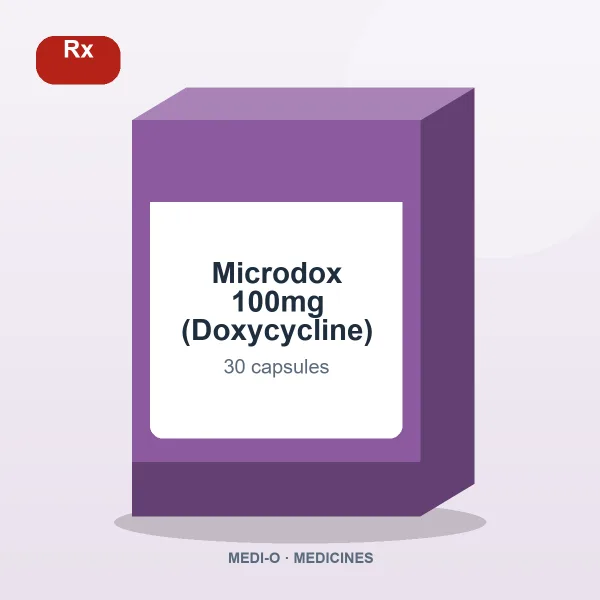 Rx
Microdox
100mg
(Doxycycline)
30 capsules
MEDI-O · MEDICINES